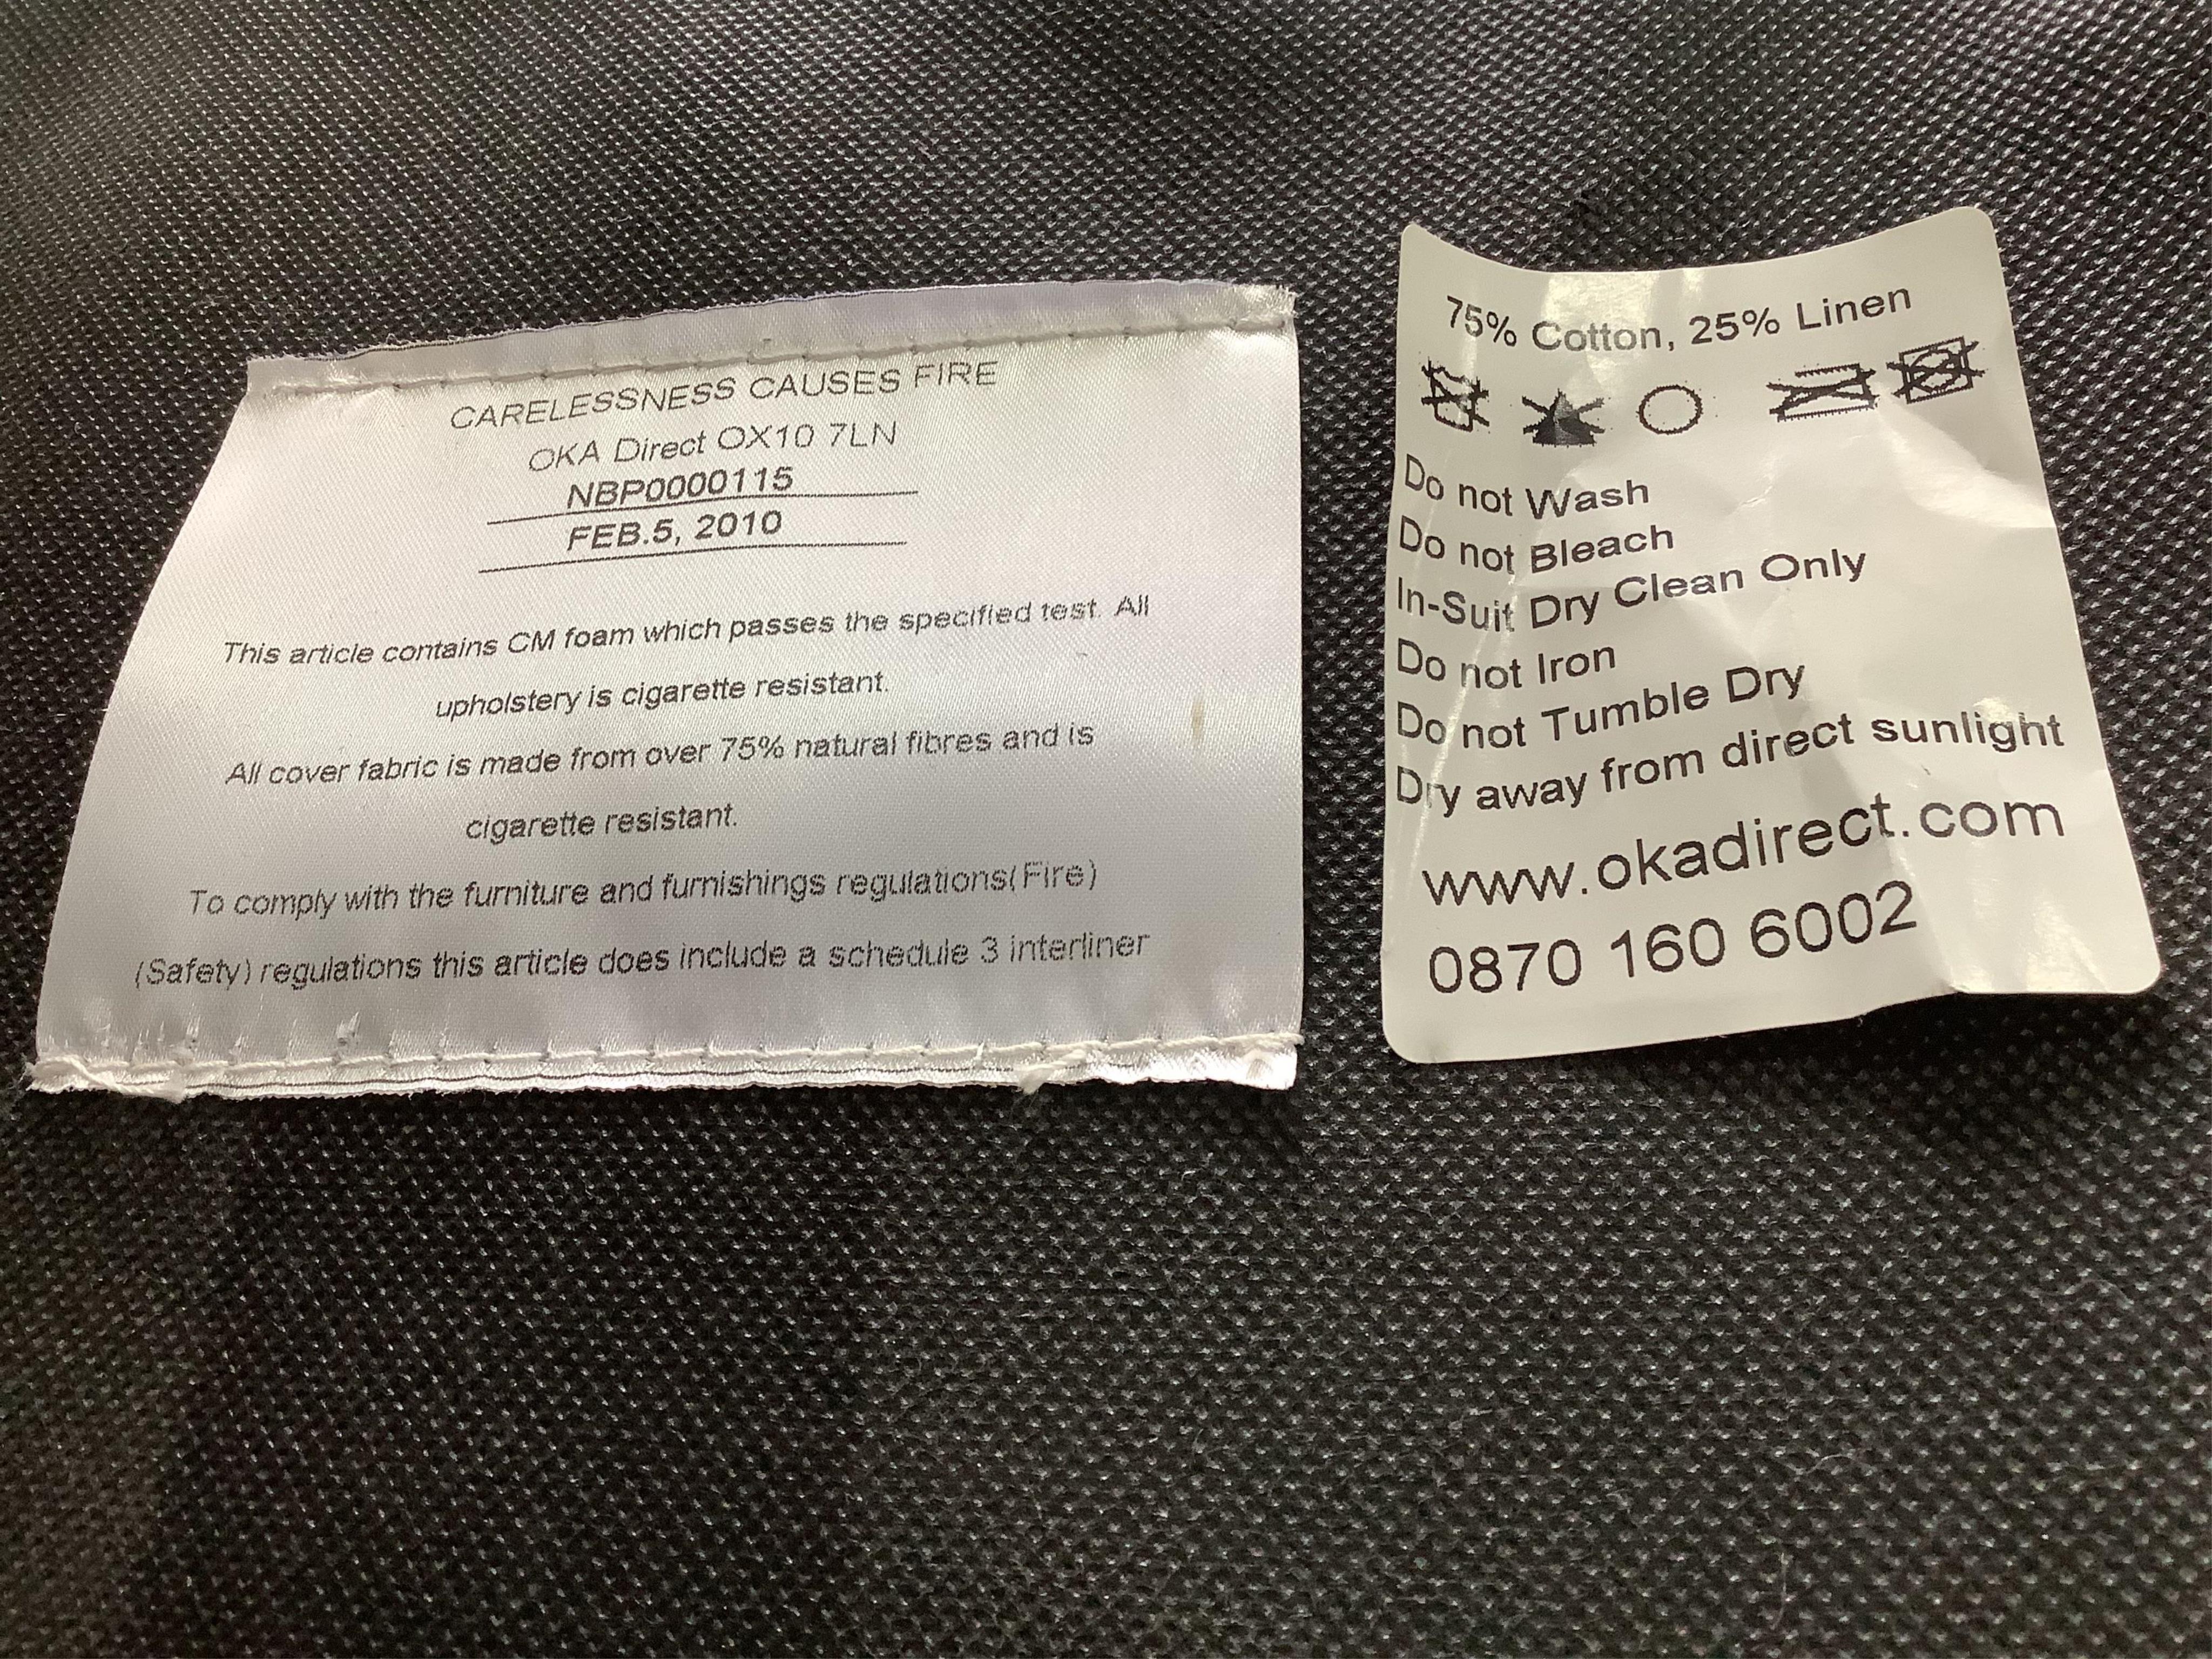 CARELESSNESS CAUSES FIRE
OKA Direct OX10 7LN
NBP0000115
FEB.5, 2010
This article contains CM foam which passes the specified test. All
upholstery is cigarette resistant.
All cover fabric is made from over 75% natural fibres and is
cigarette resistant.
To comply with the furniture and furnishings regulations(Fire)
(Safety) regulations this article does include a schedule 3 interliner
75% Cotton, 25% Linen
Do not Wash
Do not Bleach
In-Suit Dry Clean Only
Do not Iron
Do not Tumble Dry
Dry away from direct sunlight
www.okadirect.com
0870 160 6002